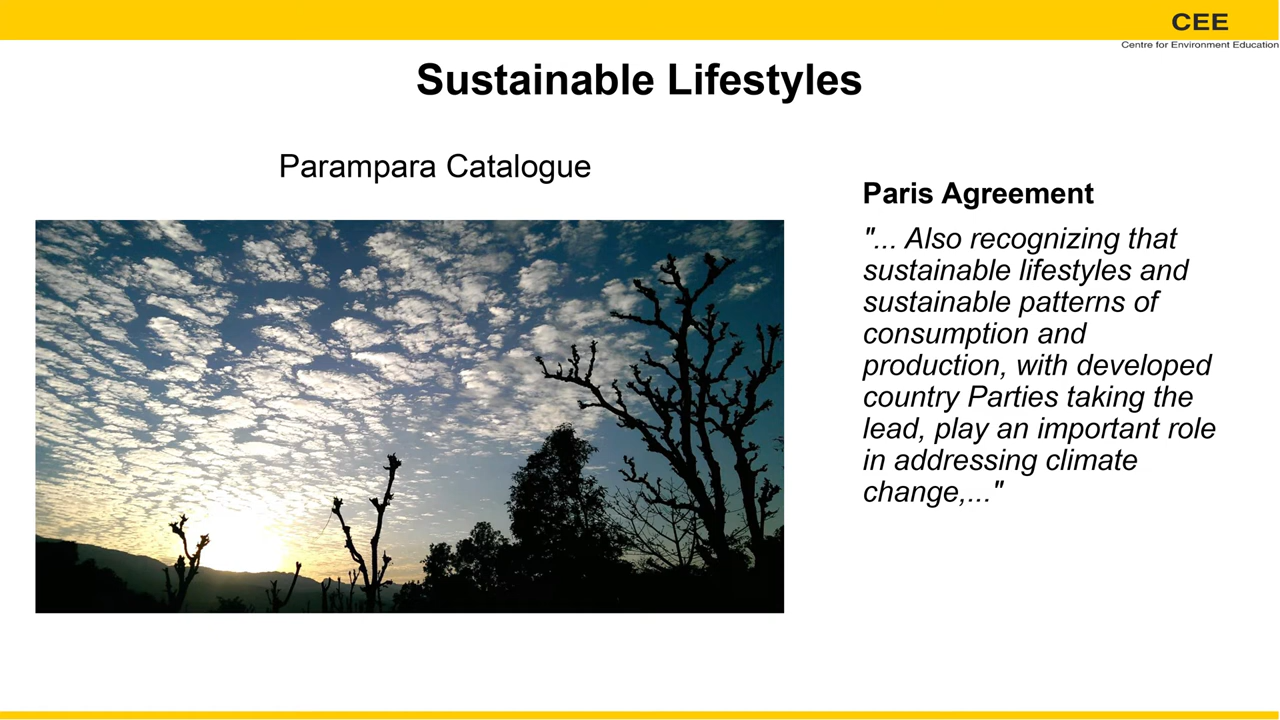 CEE
Centre for Environment Education
Sustainable Lifestyles
Parampara Catalogue
Paris Agreement
"... Also recognizing that
sustainable lifestyles and
sustainable patterns of
consumption and
production, with developed
country Parties taking the
lead, play an important role
in addressing climate
change,..."